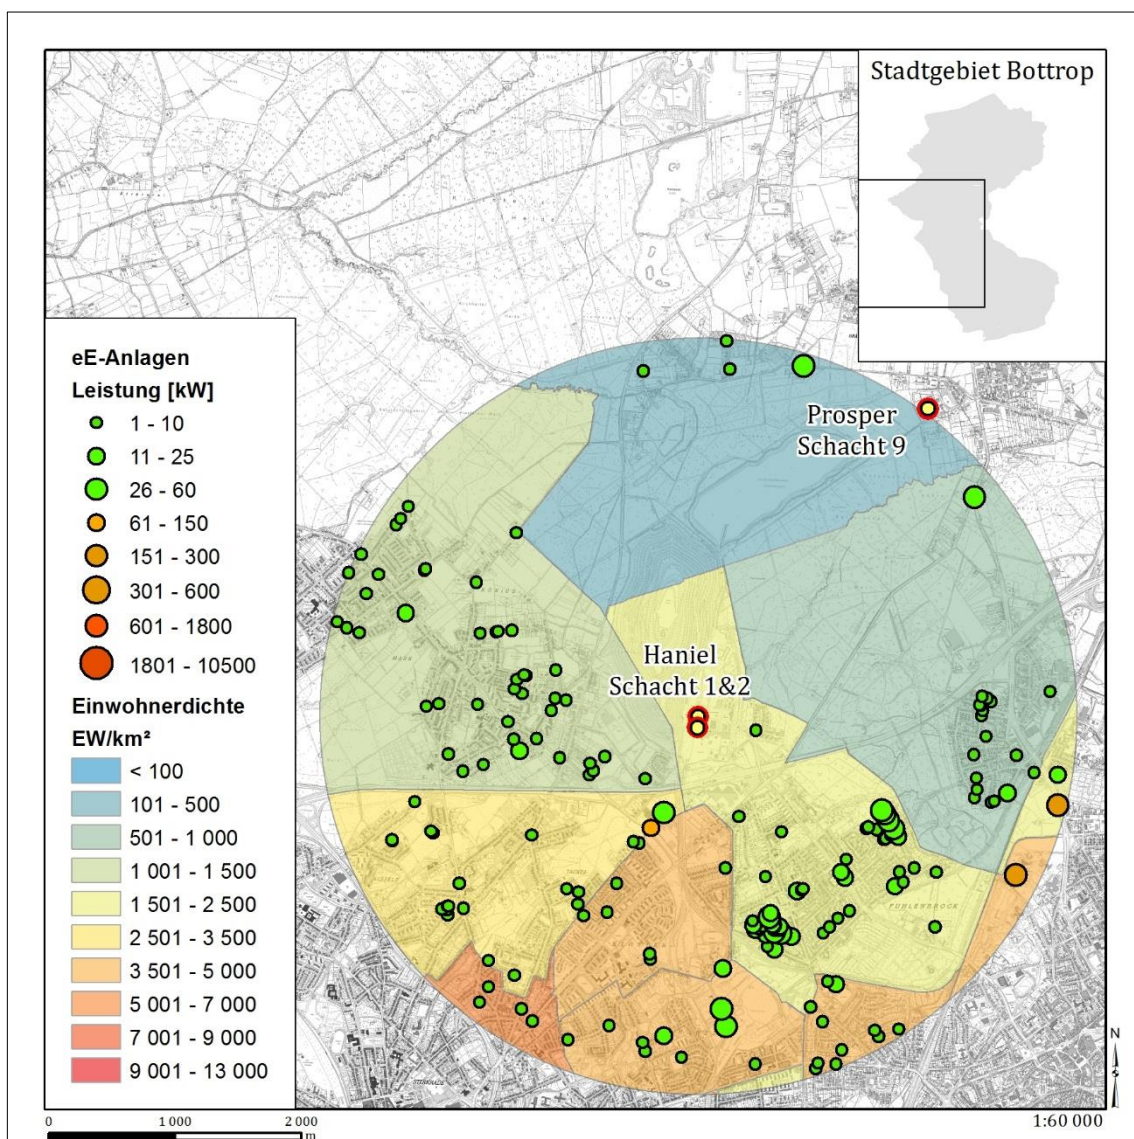 Stadtgebiet Bottrop
Prosper
Schacht 9
Haniel
Schacht 1&2
FUHLENBROCK
STERKRADE
eE-Anlagen
Leistung [kW]
1 - 10
11 - 25
26 - 60
61 - 150
151 - 300
301 - 600
601 - 1800
1801 - 10500
Einwohnerdichte
EW/km²
< 100
101 - 500
501 - 1 000
1 001 - 1 500
1 501 - 2 500
2 501 - 3 500
3 501 - 5 000
5 001 - 7 000
7 001 - 9 000
9 001 - 13 000
N
0 1 000 2 000
m
1:60 000